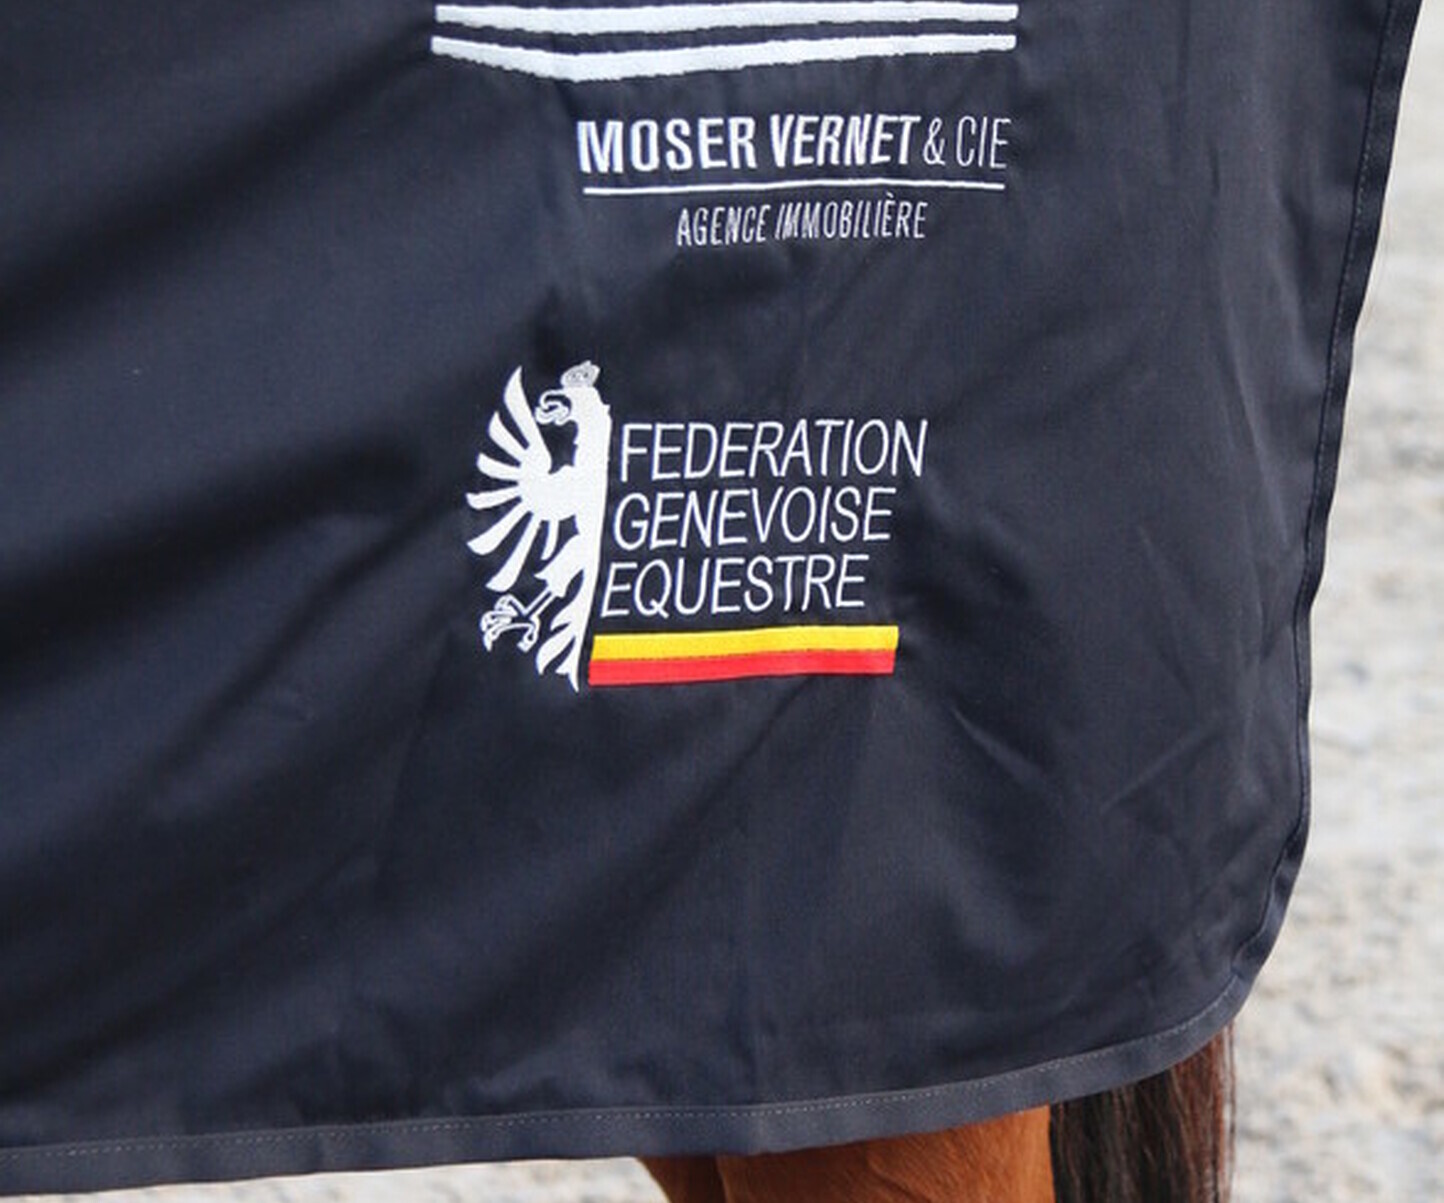 MOSER VERNET & CIE
AGENCE IMMOBILIÈRE
FEDERATION
GENEVOISE
EQUESTRE